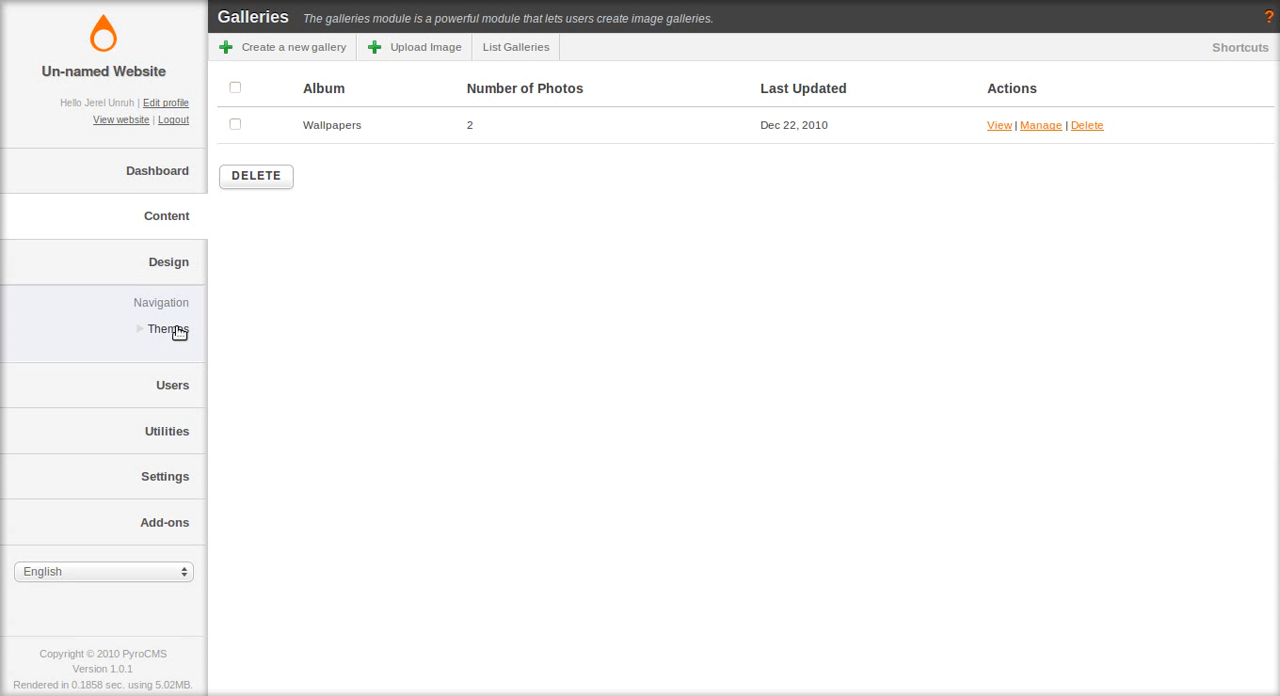 Un-named Website
Hello Jerel Unruh | Edit profile
View website | Logout
Dashboard
Content
Design
Navigation
Themes
Users
Utilities
Settings
Add-ons
English
Copyright © 2010 PyroCMS
Version 1.0.1
Rendered in 0.1858 sec. using 5.02MB.
Galleries The galleries module is a powerful module that lets users create image galleries. ?
Create a new gallery Upload Image List Galleries Shortcuts
Album Number of Photos Last Updated Actions
Wallpapers 2 Dec 22, 2010 View | Manage | Delete
DELETE